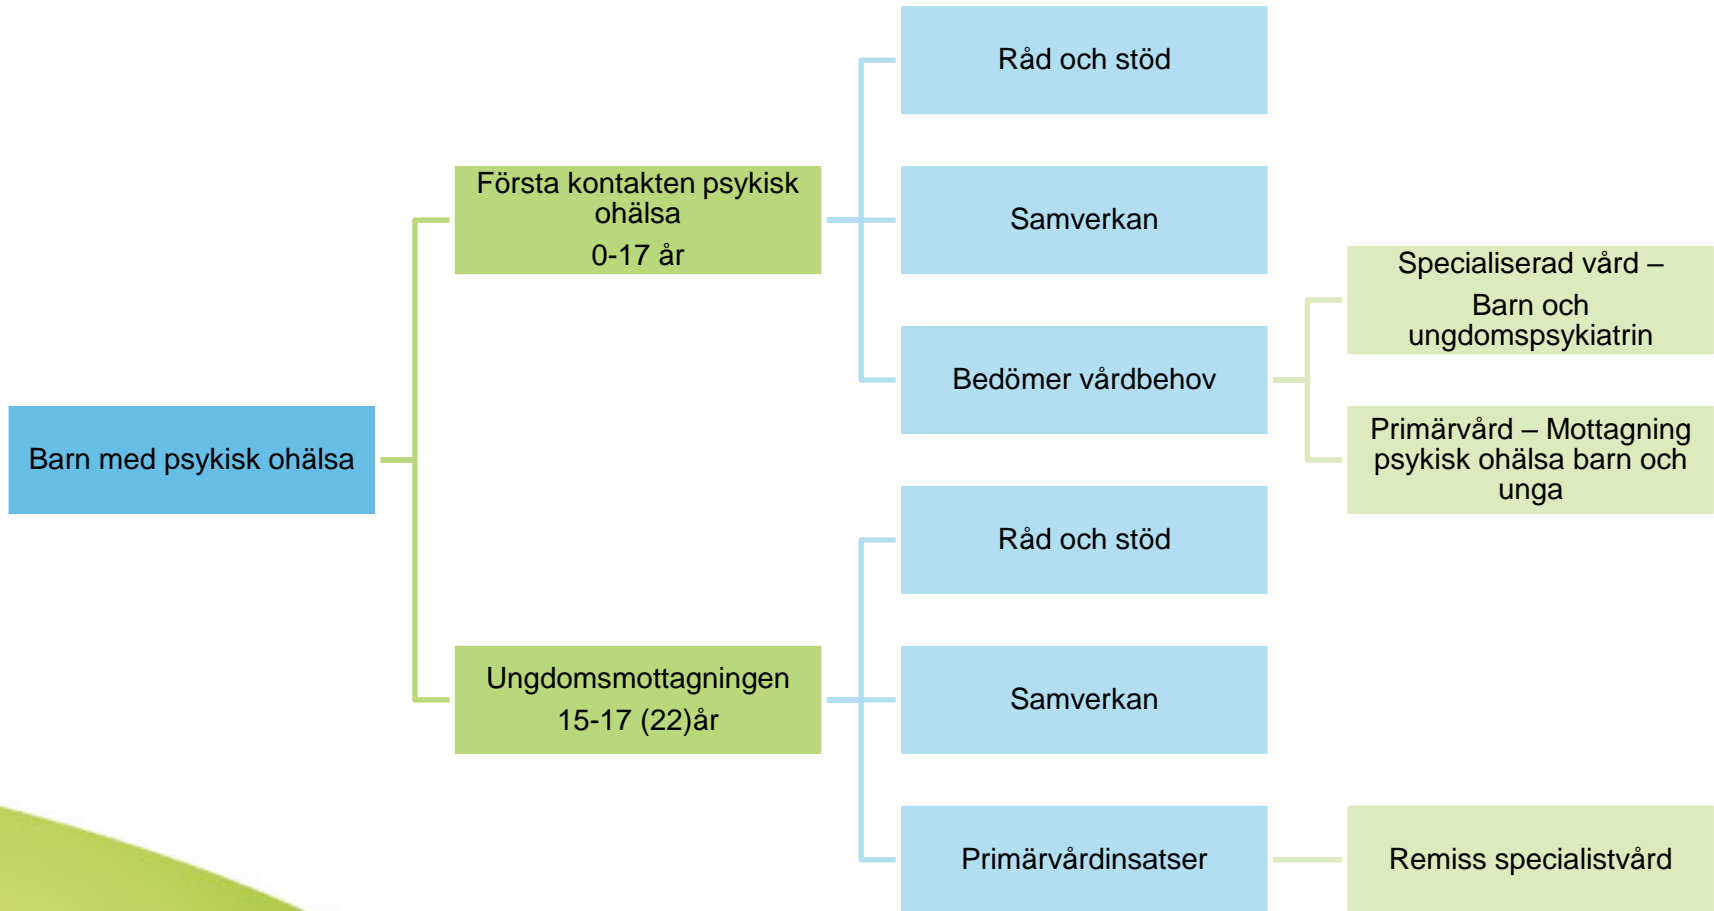 Råd och stöd
Första kontakten psykisk
ohälsa
0-17 år
Samverkan
Specialiserad vård –
Barn och
ungdomspsykiatrin
Bedömer vårdbehov
Primärvård – Mottagning
psykisk ohälsa barn och
unga
Barn med psykisk ohälsa
Råd och stöd
Ungdomsmottagningen
15-17 (22)år
Samverkan
Primärvårdinsatser
Remiss specialistvård